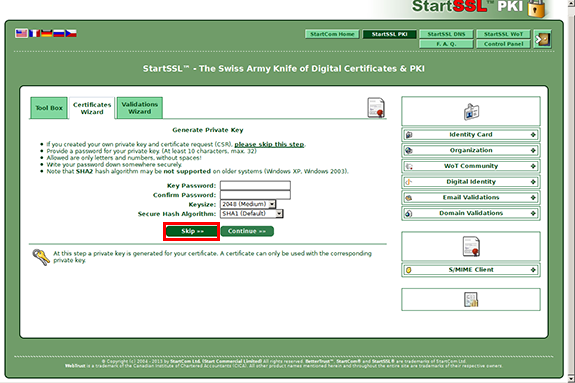 StartSSL™ PKI
StartCom Home
StartSSL PKI
StartSSL DNS
StartSSL WoT
F. A. Q.
Control Panel
StartSSL™ - The Swiss Army Knife of Digital Certificates & PKI
Tool Box
Certificates
Wizard
Validations
Wizard
Generate Private Key
If you created your own private key and certificate request (CSR), please skip this step.
Provide a password for your private key. (At least 10 characters, max. 32)
Allowed are only letters and numbers, without spaces!
Write your password down somewhere securely.
Note that SHA2 hash algorithm may be not supported on older systems (Windows XP, Windows 2003).
Key Password:
Confirm Password:
Keysize: 2048 (Medium)
Secure Hash Algorithm: SHA1 (Default)
Skip »»
Continue »»
At this step a private key is generated for your certificate. A certificate can only be used with the corresponding
private key.
Identity Card
Organization
WoT Community
Digital Identity
Email Validations
Domain Validations
S/MIME Client
© Copyright (c) 2004 - 2013 by StartCom Ltd. (Start Commercial Limited) All rights reserved. BetterTrust™, StartCom® and StartSSL® are trademarks of StartCom Ltd.
WebTrust is a trademark of the Canadian Institute of Chartered Accountants (CICA). All other product names mentioned herein and throughout the entire site are trademarks of their respective owners.